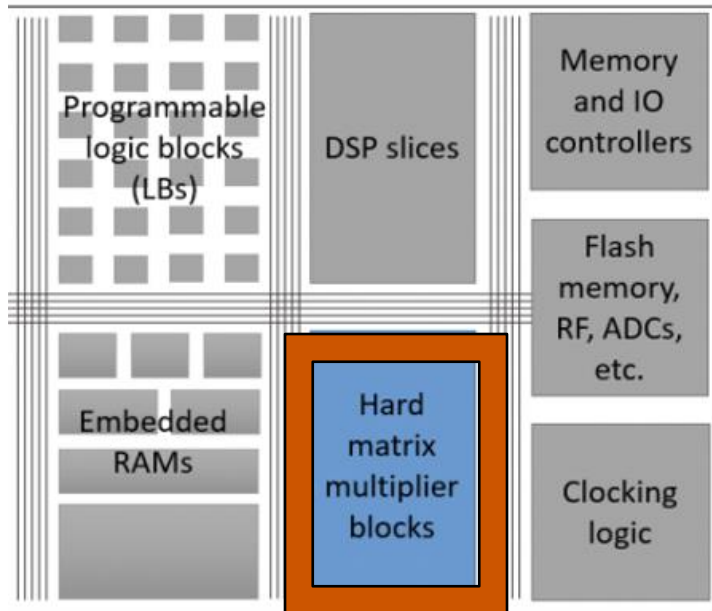 Programmable
logic blocks
(LBs)
DSP slices
Memory
and IO
controllers
Flash
memory,
RF, ADCs,
etc.
Embedded
RAMs
Hard
matrix
multiplier
blocks
Clocking
logic